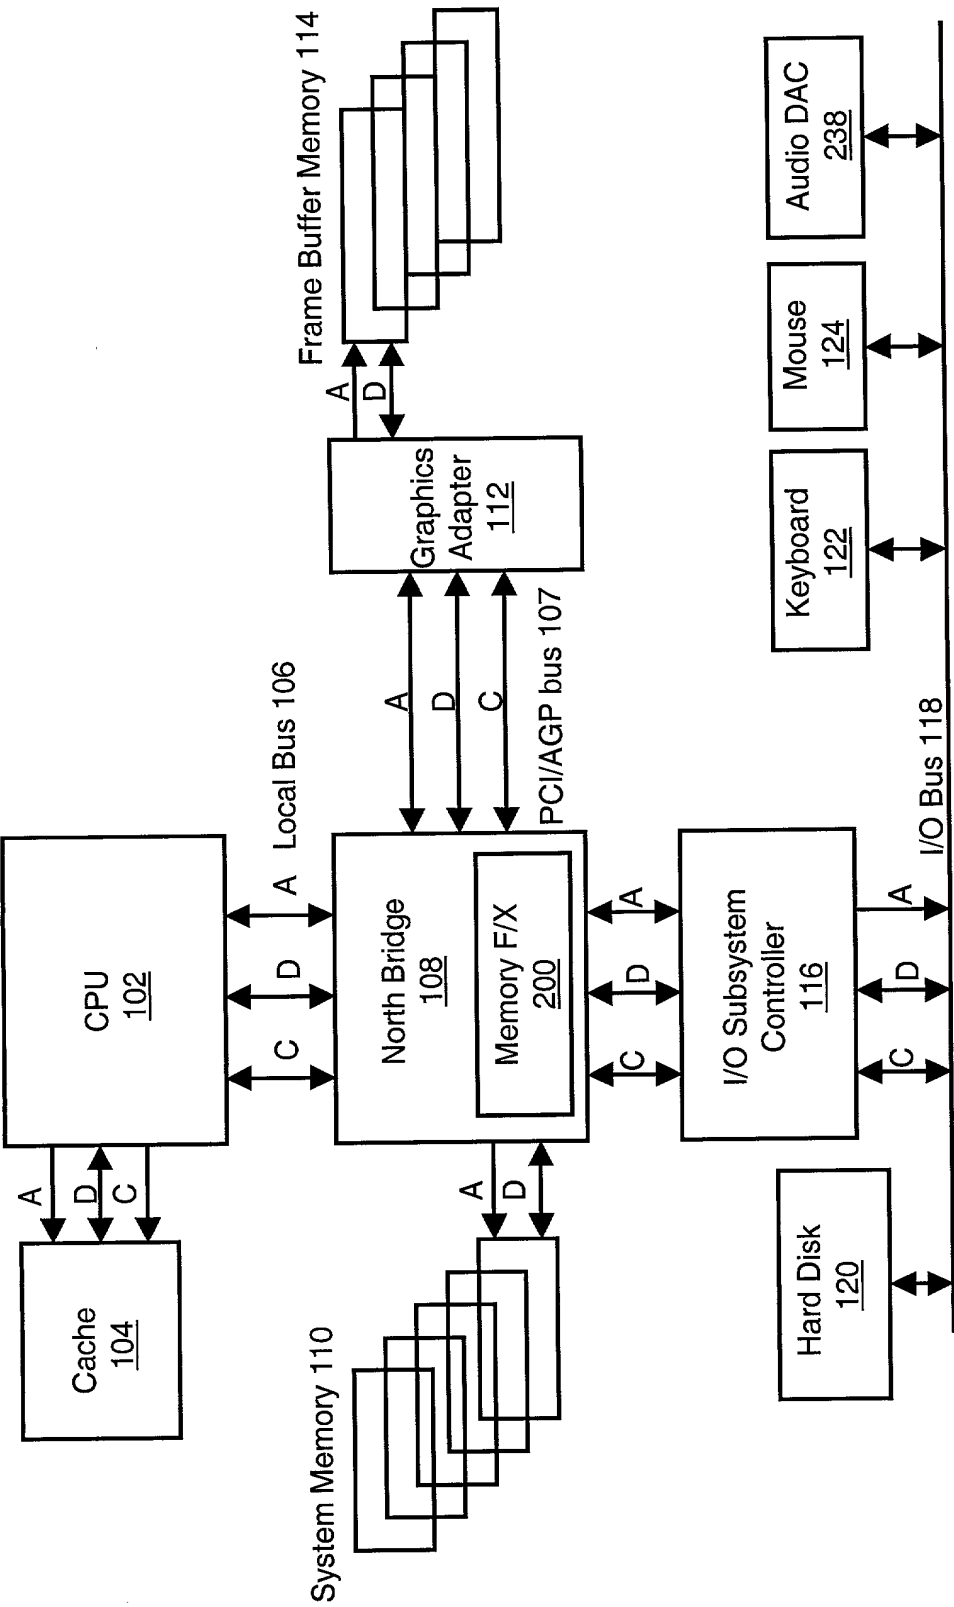 Cache
104
A
D
C
CPU
102
System Memory 110
A
D
C
D
A
Local Bus 106
North Bridge
108
Memory F/X
200
A
D
C
PCI/AGP bus 107
Graphics
Adapter
112
A
D
Frame Buffer Memory 114
C
D
A
I/O Subsystem
Controller
116
C
D
A
I/O Bus 118
Hard Disk
120
Keyboard
122
Mouse
124
Audio DAC
238